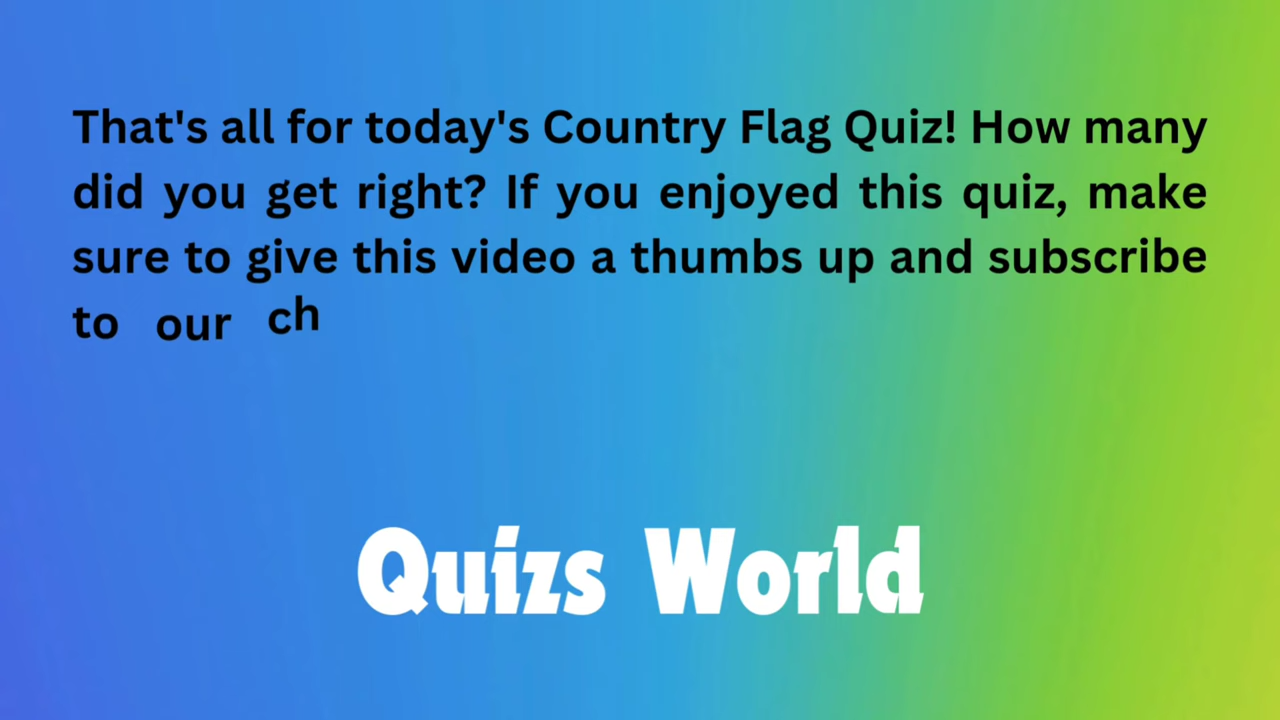 That's all for today's Country Flag Quiz! How many
did you get right? If you enjoyed this quiz, make
sure to give this video a thumbs up and subscribe
to our ch
Quizs World